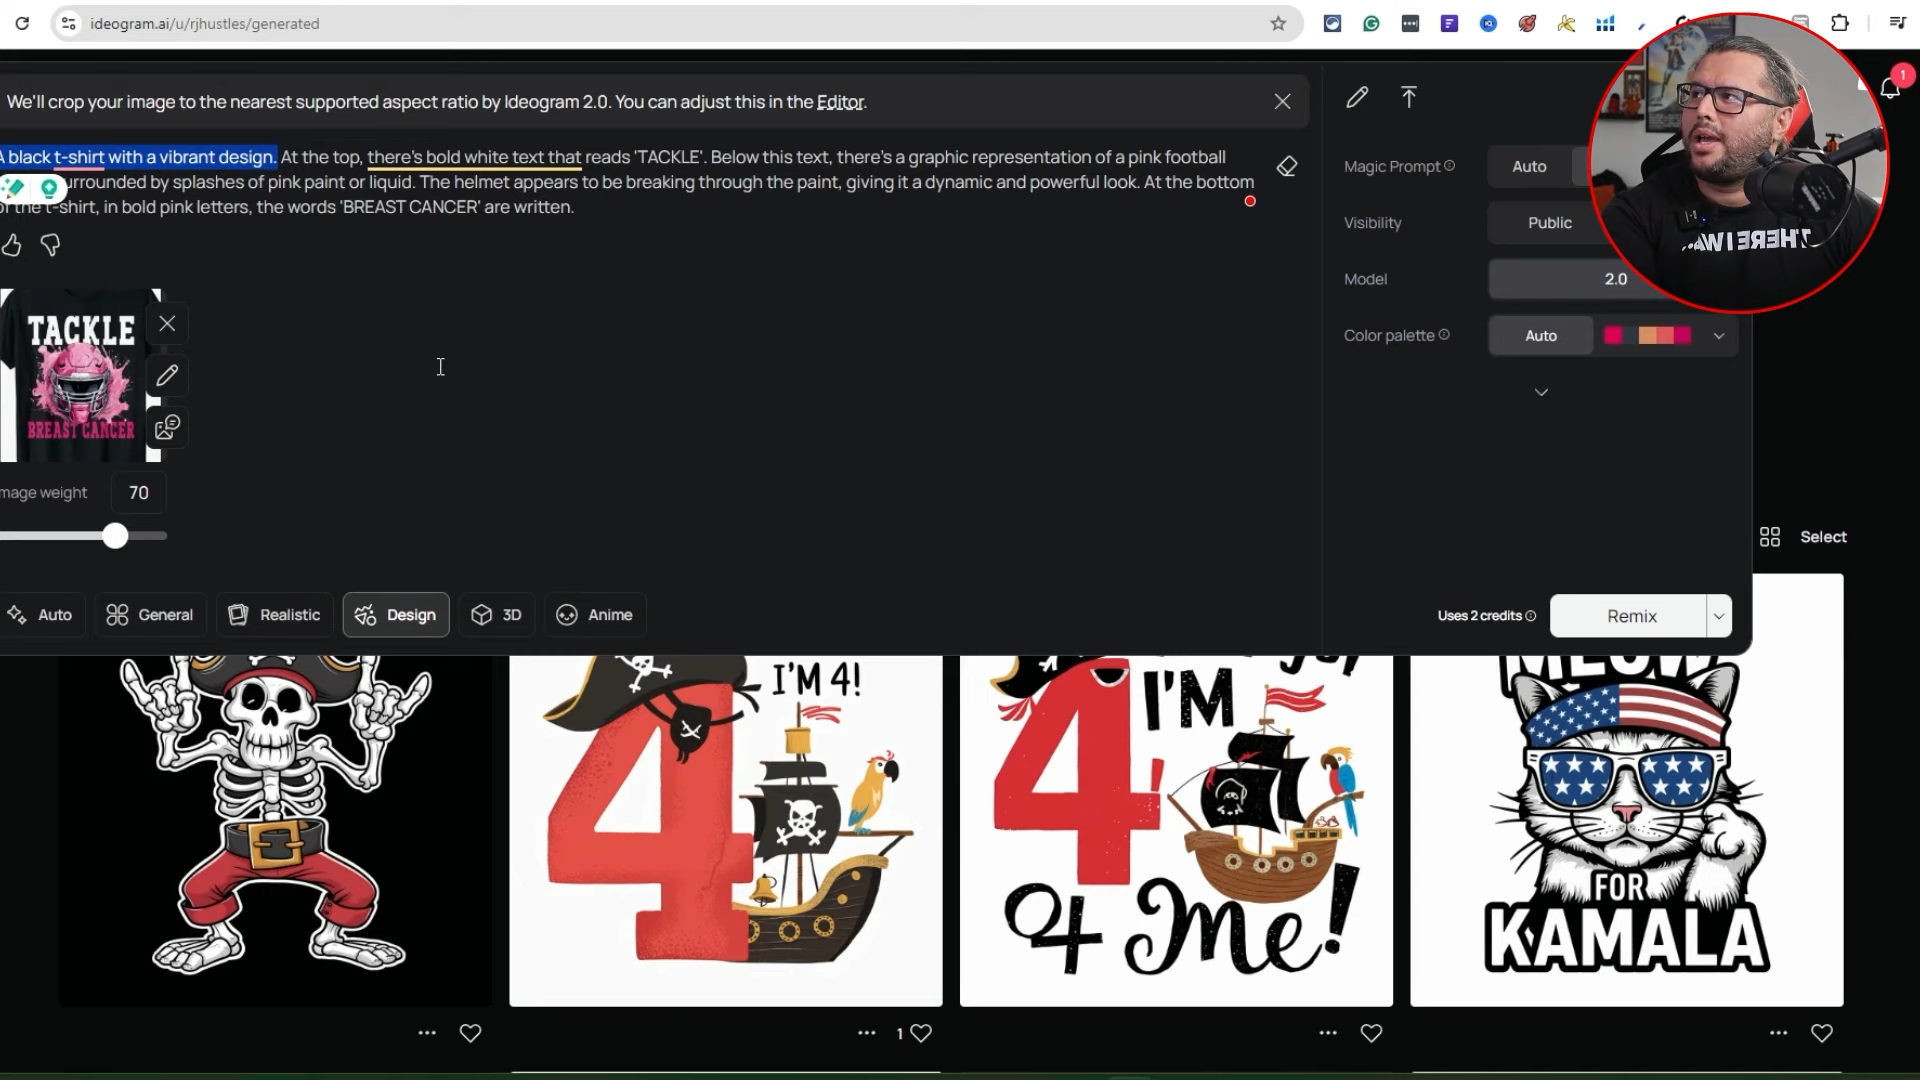 ideogram.ai/u/rjhustles/generated
1
We'll crop your image to the nearest supported aspect ratio by Ideogram 2.0. You can adjust this in the Editor.
A black t-shirt with a vibrant design. At the top, there's bold white text that reads 'TACKLE'. Below this text, there's a graphic representation of a pink football
urrounded by splashes of pink paint or liquid. The helmet appears to be breaking through the paint, giving it a dynamic and powerful look. At the bottom
of the t-shirt, in bold pink letters, the words 'BREAST CANCER' are written.
TACKLE
BREAST CANCER
mage weight 70
Auto General Realistic Design 3D Anime
Magic Prompt Auto
Visibility Public
Model 2.0
Color palette Auto
Uses 2 credits Remix
Select
I'M 4!
4
I'M
4
4 Me!
MEOW
FOR
KAMALA
1